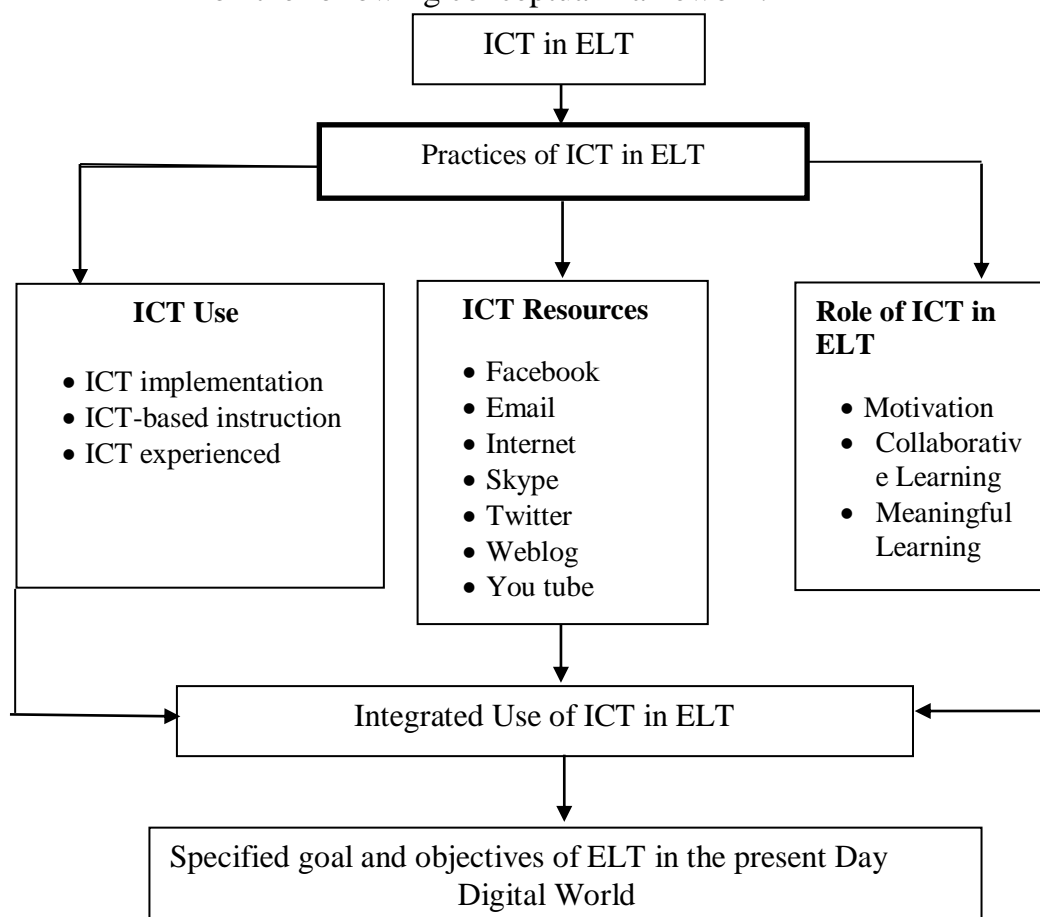 ICT in ELT
Practices of ICT in ELT
ICT Use
• ICT implementation
• ICT-based instruction
• ICT experienced
ICT Resources
• Facebook
• Email
• Internet
• Skype
• Twitter
• Weblog
• You tube
Role of ICT in
ELT
• Motivation
• Collaborativ
e Learning
• Meaningful
Learning
Integrated Use of ICT in ELT
Specified goal and objectives of ELT in the present Day
Digital World